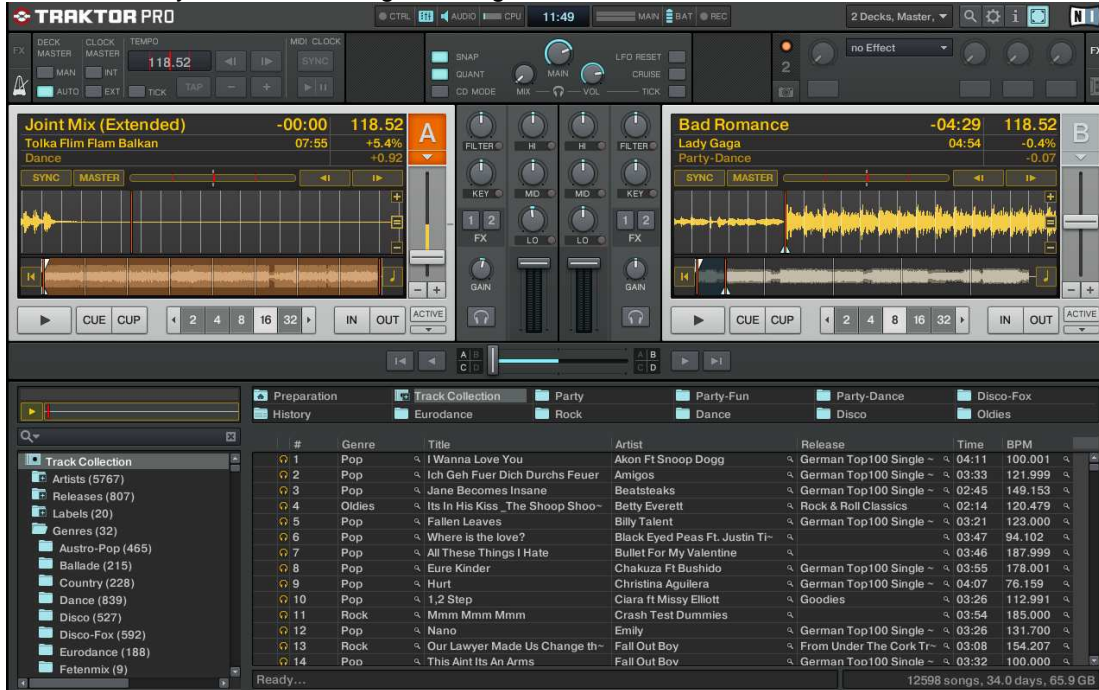 TRAKTOR PRO
CTRL AUDIO CPU 11:49 MAIN BAT REC 2 Decks, Master, N I
FX DECK MASTER CLOCK MASTER TEMPO MIDI CLOCK
118.52 SYNC
MAN INT
AUTO EXT TICK TAP - +
SNAP LFO RESET
QUANT MAIN CRUISE
CD MODE MIX VOL TICK
2 no Effect FX
Joint Mix (Extended) -00:00 118.52 A
Tolka Flim Flam Balkan 07:55 +5.4%
Dance +0.92
SYNC MASTER
CUE CUP 2 4 8 16 32 IN OUT ACTIVE
FILTER HI HI FILTER
KEY MID MID KEY
1 2 1 2
FX LO LO FX
GAIN GAIN
Bad Romance -04:29 118.52 B
Lady Gaga 04:54 -0.4%
Party-Dance -0.07
SYNC MASTER
CUE CUP 2 4 8 16 32 IN OUT ACTIVE
A B A B
C D C D
Preparation Track Collection Party Party-Fun Party-Dance Disco-Fox
History Eurodance Rock Dance Disco Oldies
Track Collection
Artists (5767)
Releases (807)
Labels (20)
Genres (32)
Austro-Pop (465)
Ballade (215)
Country (228)
Dance (839)
Disco (527)
Disco-Fox (592)
Eurodance (188)
Fetenmix (9)
# Genre Title Artist Release Time BPM
1 Pop I Wanna Love You Akon Ft Snoop Dogg German Top100 Single ~ 04:11 100.001
2 Pop Ich Geh Fuer Dich Durchs Feuer Amigos 03:33 121.999
3 Pop Jane Becomes Insane Beatsteaks German Top100 Single ~ 02:45 149.153
4 Oldies Its In His Kiss _The Shoop Shoo~ Betty Everett Rock & Roll Classics 02:14 120.479
5 Pop Fallen Leaves Billy Talent German Top100 Single ~ 03:21 123.000
6 Pop Where is the love? Black Eyed Peas Ft. Justin Ti~ 03:47 94.102
7 Pop All These Things I Hate Bullet For My Valentine 03:46 187.999
8 Pop Eure Kinder Chakuza Ft Bushido German Top100 Single ~ 03:55 178.001
9 Pop Hurt Christina Aguilera German Top100 Single ~ 04:07 76.159
10 Pop 1,2 Step Ciara ft Missy Elliott Goodies 03:26 112.991
11 Rock Mmm Mmm Mmm Crash Test Dummies 03:54 185.000
12 Pop Nano Emily German Top100 Single ~ 03:26 131.700
13 Rock Our Lawyer Made Us Change th~ Fall Out Boy From Under The Cork Tr~ 03:08 154.207
14 Pop This Aint Its An Arms Fall Out Boy German Top100 Single ~ 03:32 100.000
Ready... 12598 songs, 34.0 days, 65.9 GB